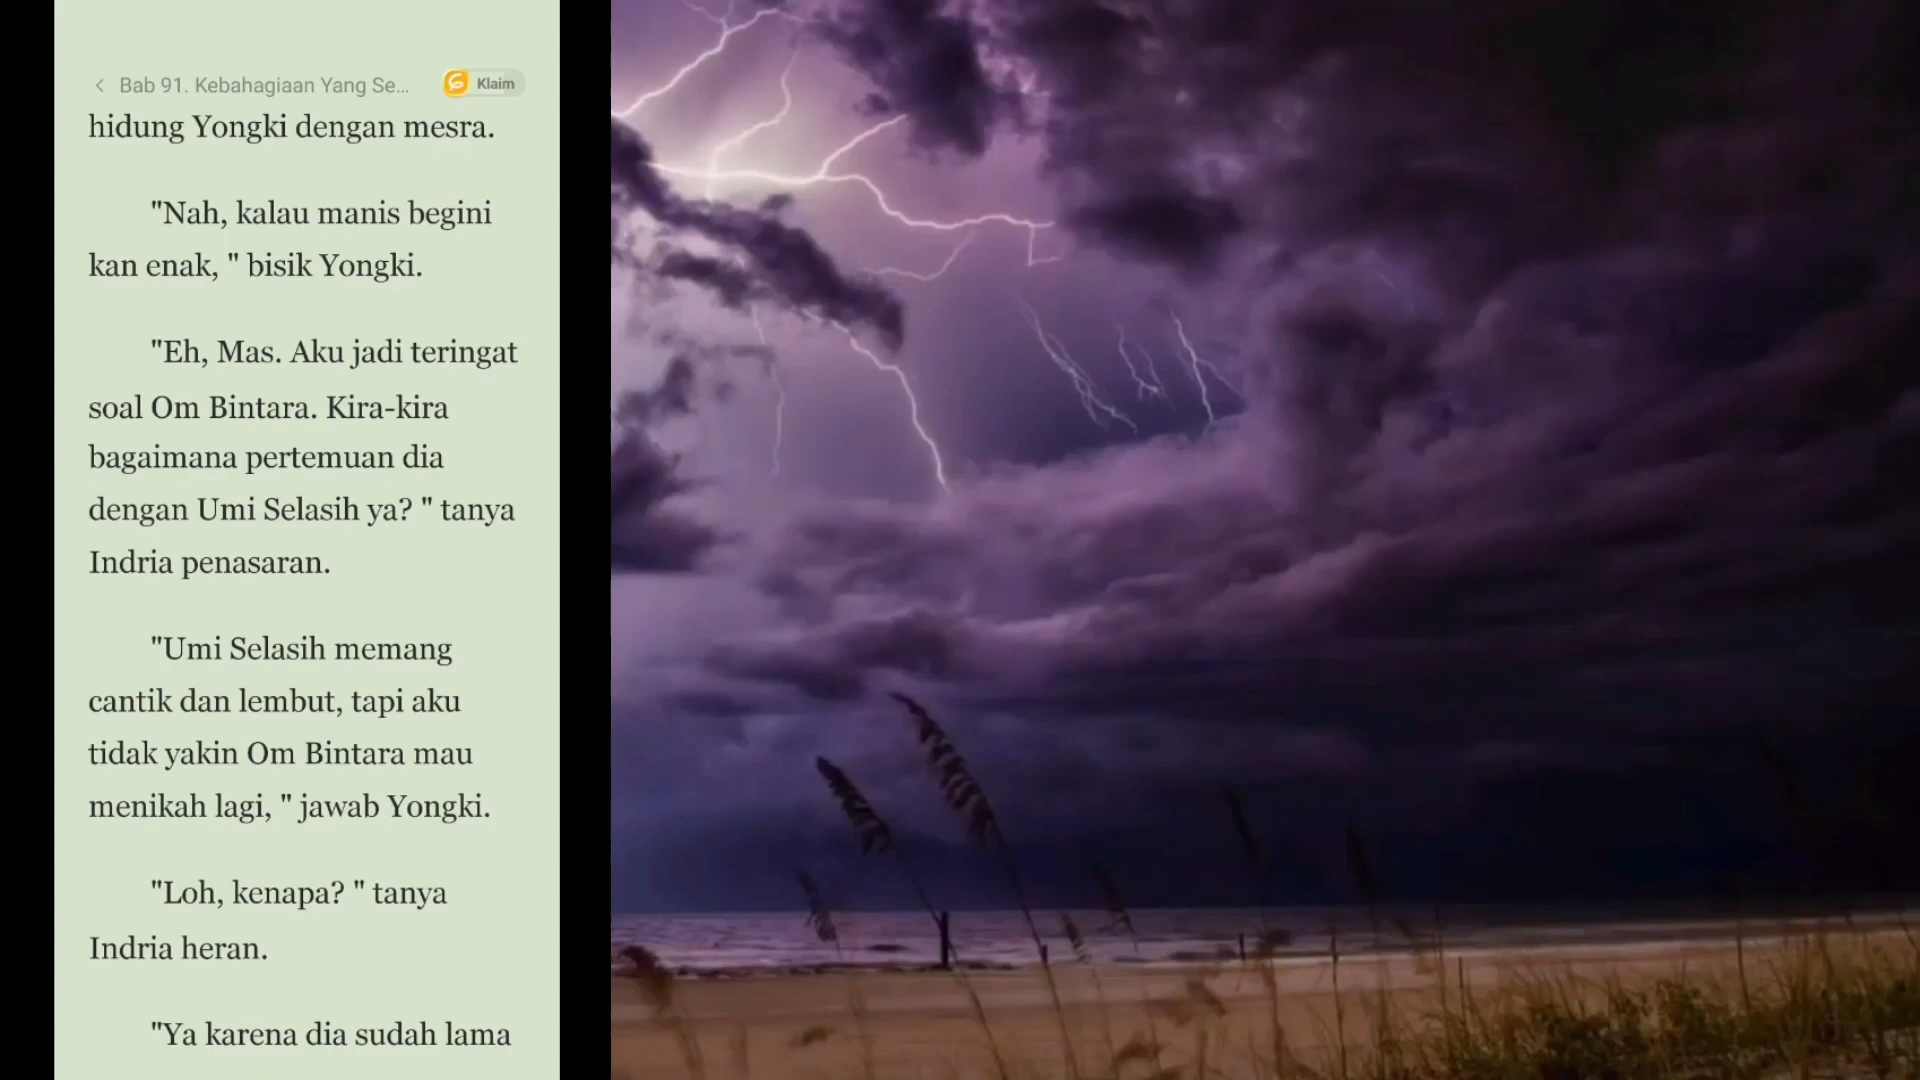 Bab 91. Kebahagiaan Yang Se...
Klaim
hidung Yongki dengan mesra.
"Nah, kalau manis begini
kan enak, " bisik Yongki.
"Eh, Mas. Aku jadi teringat
soal Om Bintara. Kira-kira
bagaimana pertemuan dia
dengan Umi Selasih ya? " tanya
Indria penasaran.
"Umi Selasih memang
cantik dan lembut, tapi aku
tidak yakin Om Bintara mau
menikah lagi, " jawab Yongki.
"Loh, kenapa? " tanya
Indria heran.
"Ya karena dia sudah lama